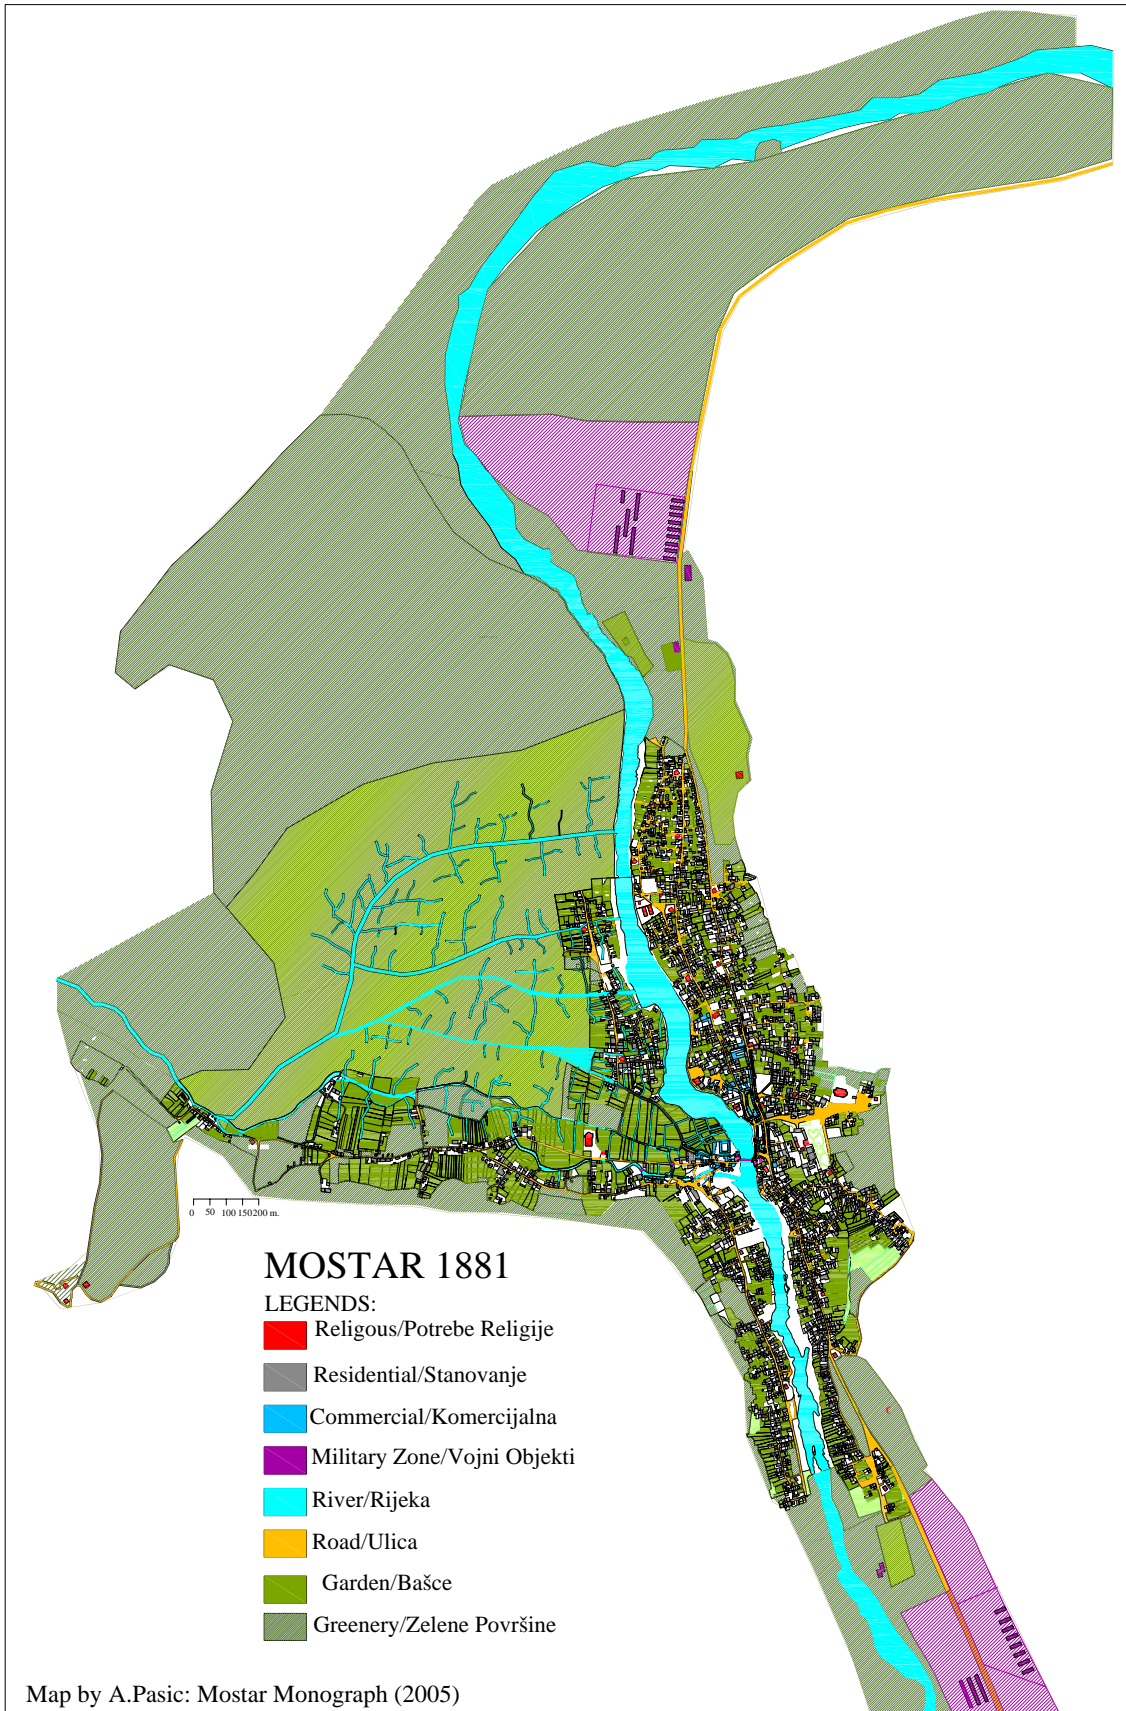 0 50 100 150 200 m.
MOSTAR 1881
LEGENDS:
Religous/Potrebe Religije
Residential/Stanovanje
Commercial/Komercijalna
Military Zone/Vojni Objekti
River/Rijeka
Road/Ulica
Garden/Bašce
Greenery/Zelene Površine
Map by A.Pasic: Mostar Monograph (2005)